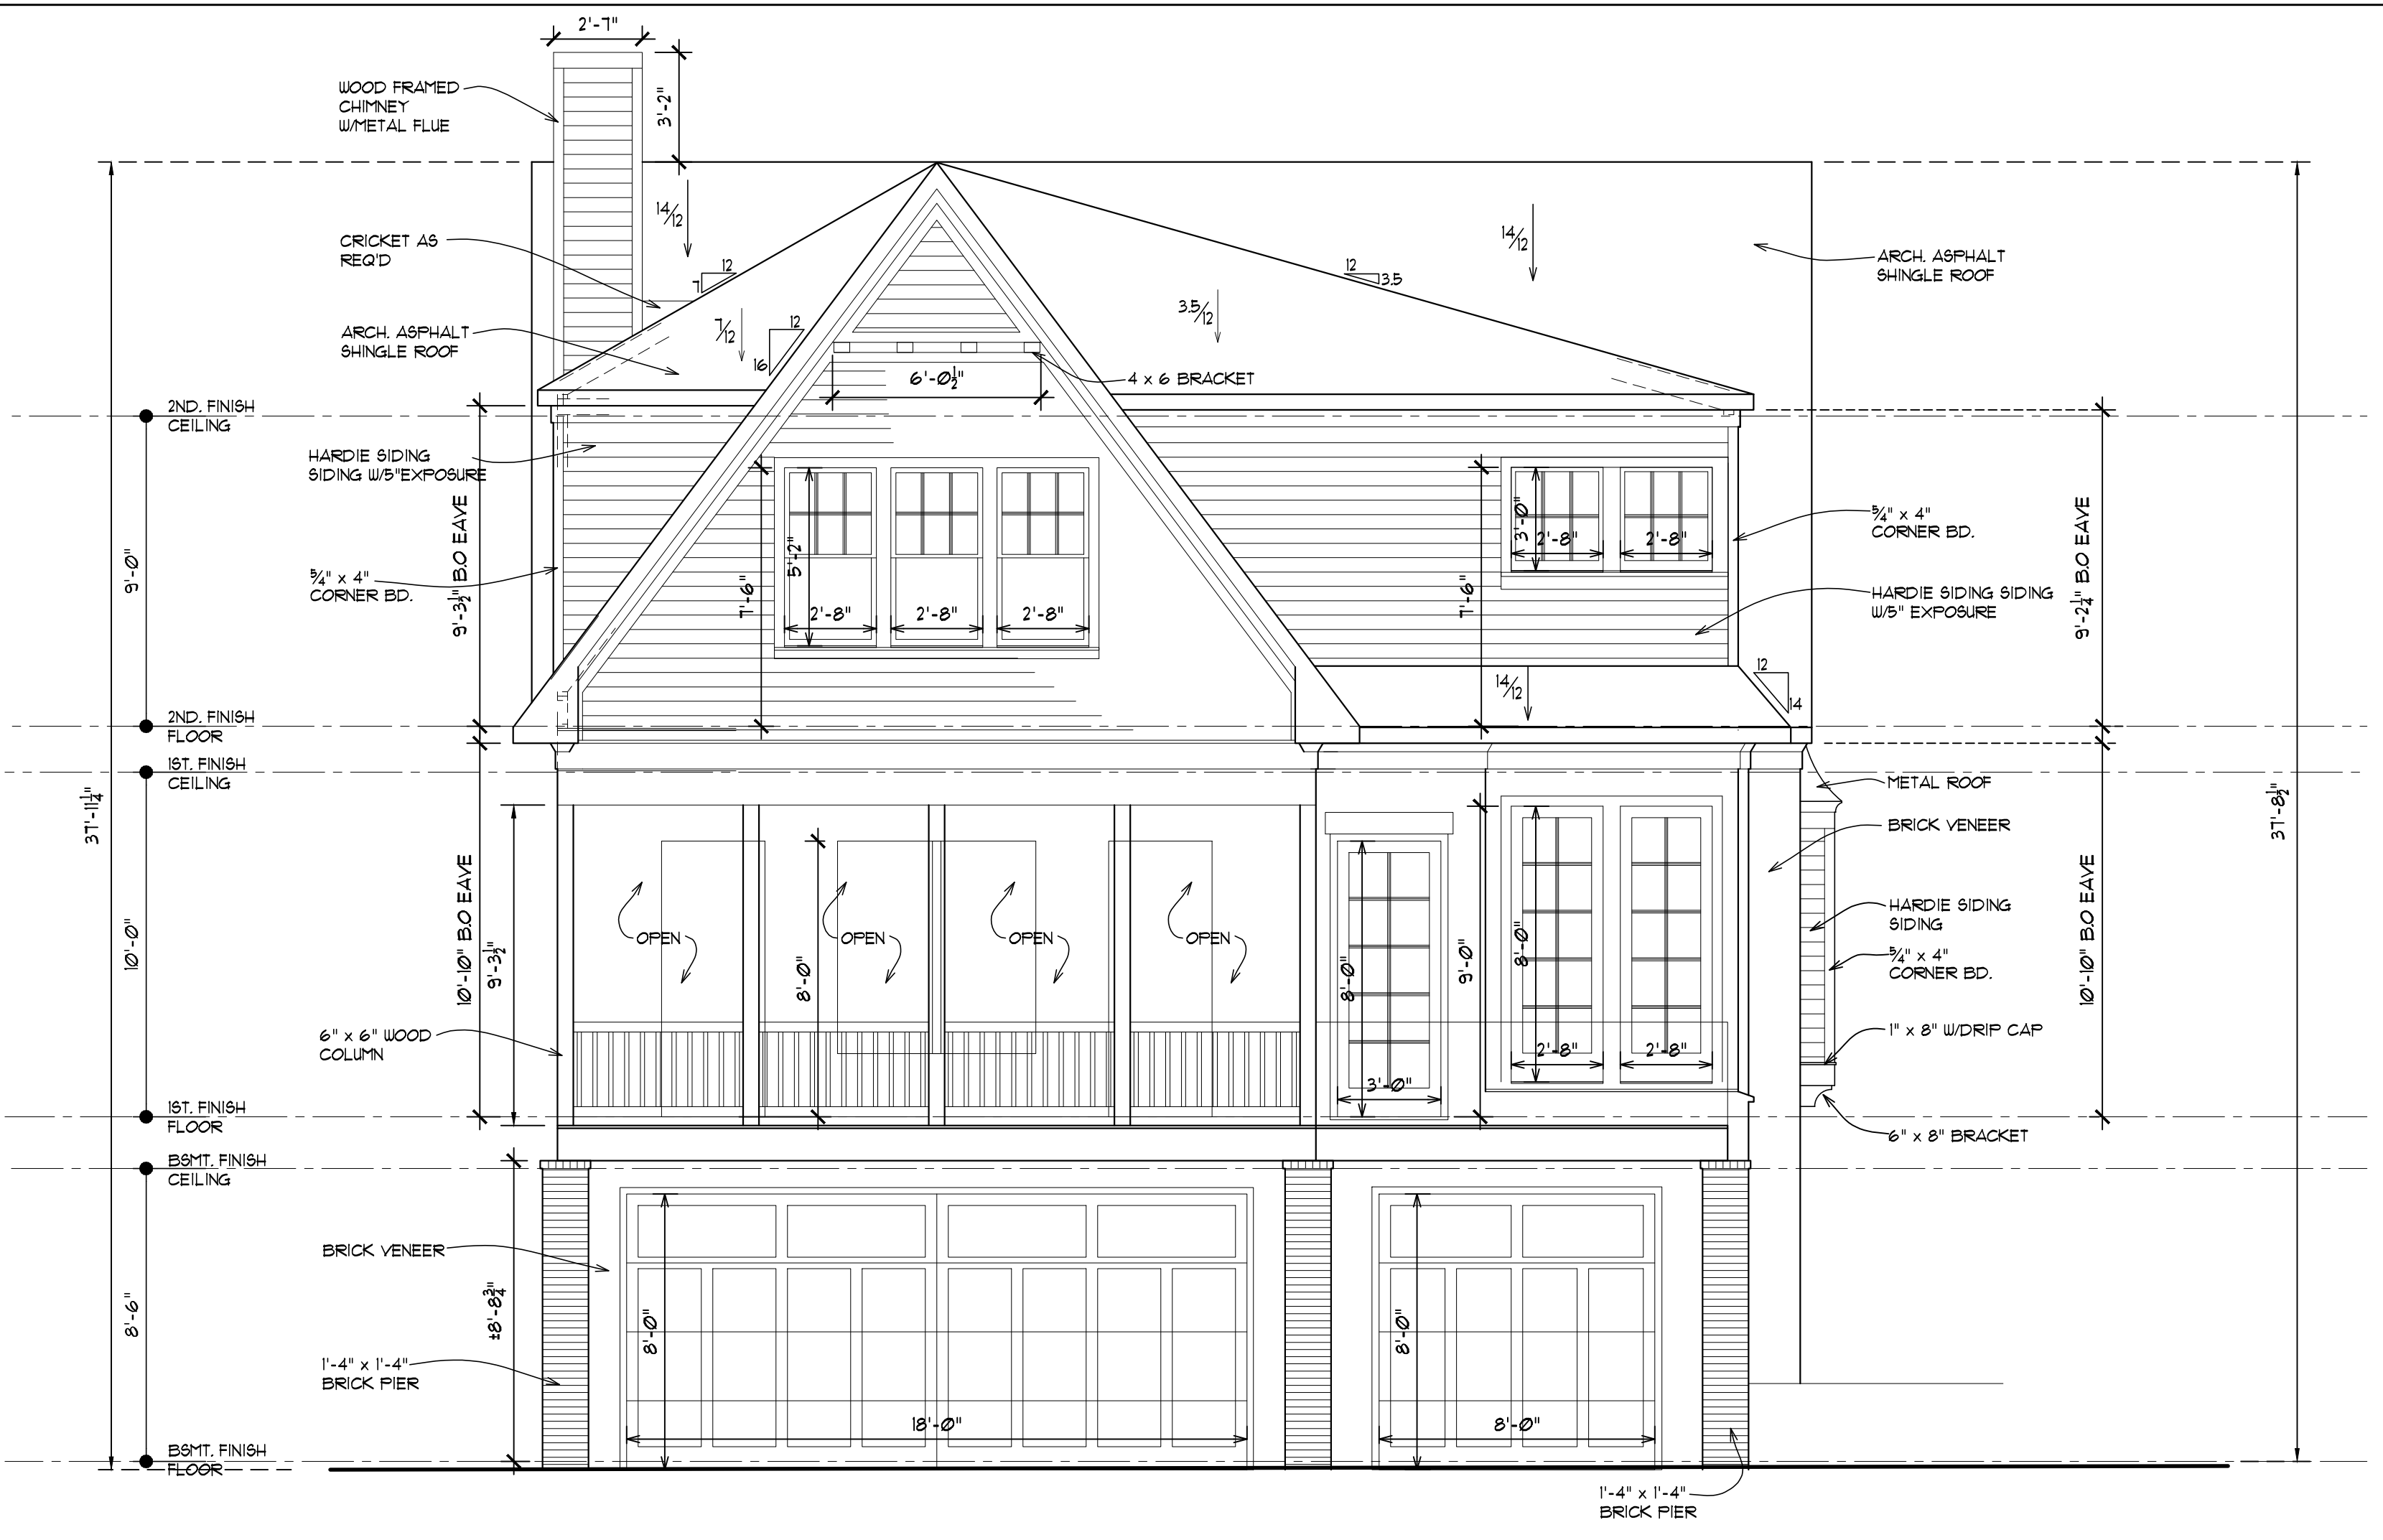 2'-7"
WOOD FRAMED
CHIMNEY
W/METAL FLUE
3'-2"
14/12
CRICKET AS
REQ'D
12
7
14/12
12
3.5
ARCH. ASPHALT
SHINGLE ROOF
ARCH. ASPHALT
SHINGLE ROOF
7/12
12
16
3.5/12
6'-0½"
4 x 6 BRACKET
2ND. FINISH
CEILING
HARDIE SIDING
SIDING W/5"EXPOSURE
9'-0"
5/4" x 4"
CORNER BD.
9'-3½" B.O EAVE
7'-6"
5'-2"
2'-8"
2'-8"
2'-8"
7'-6"
3'-0"
2'-8"
2'-8"
5/4" x 4"
CORNER BD.
HARDIE SIDING SIDING
W/5" EXPOSURE
9'-2¼" B.O EAVE
14/12
12
14
2ND. FINISH
FLOOR
1ST. FINISH
CEILING
37'-11¼"
37'-8½"
METAL ROOF
BRICK VENEER
10'-0"
10'-10" B.O EAVE
9'-3½"
OPEN
OPEN
OPEN
OPEN
8'-0"
8'-0"
3'-0"
9'-0"
8'-0"
2'-8"
2'-8"
HARDIE SIDING
SIDING
5/4" x 4"
CORNER BD.
10'-10" B.O EAVE
1" x 8" W/DRIP CAP
6" x 6" WOOD
COLUMN
1ST. FINISH
FLOOR
6" x 8" BRACKET
BSMT. FINISH
CEILING
BRICK VENEER
8'-6"
±8'-8¾"
8'-0"
18'-0"
8'-0"
8'-0"
1'-4" x 1'-4"
BRICK PIER
BSMT. FINISH
FLOOR
1'-4" x 1'-4"
BRICK PIER